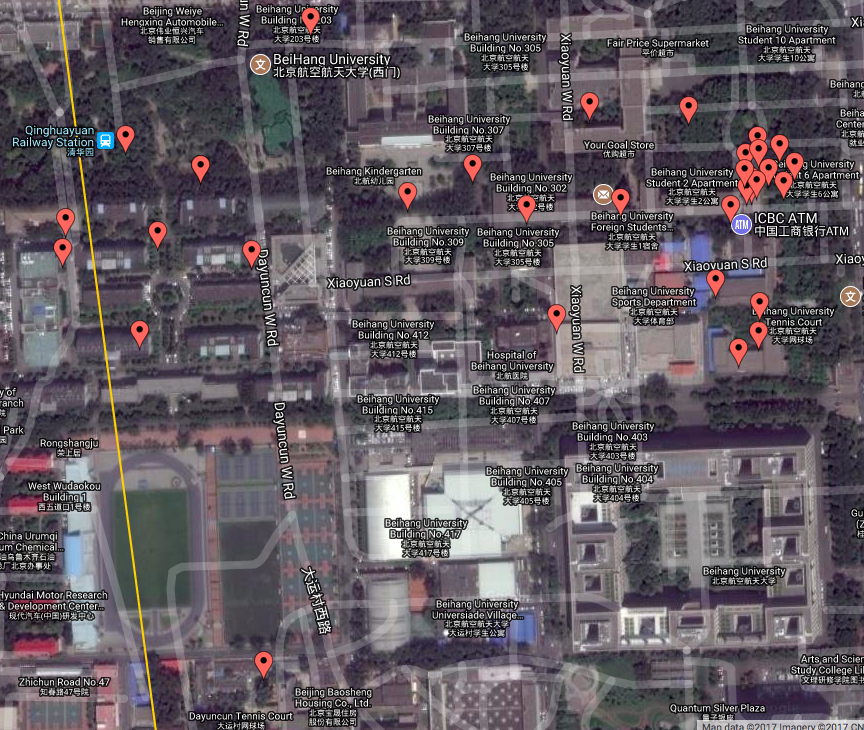 Beijing Weiye
Hengxing Automobile...
北京伟业恒兴汽车
销售有限公司
un W Rd
Beihang University
北京航空航天
大学203号楼
BeiHang University
北京航空航天大学(西门)
Beihang University
Building No.305
北京航空航天
大学305号楼
Xiaoyuan W Rd
Fair Price Supermarket
平价超市
Beihang University
Student 10 Apartment
北京航空航天
大学学生10公寓
Qinghuayuan
Railway Station
清华园
Beihang University
Building No.307
北京航空航天
大学307号楼
Your Goal Store
优购超市
Beihang Kindergarten
北航幼儿园
Beihang University
Building No.302
Beihang University
Student 2 Apartment
北京航空航天
大学学生2公寓
University
6 Apartment
北京航空航天
大学学生6公寓
Beihang University
Foreign Students...
北京航空航天
大学学生1宿舍
ICBC ATM
中国工商银行ATM
Beihang University
Building No.309
北京航空航天
大学309号楼
Beihang University
Building No.305
北京航空航天
大学305号楼
Dayuncun W Rd
Xiaoyuan S Rd
Xiaoyuan S Rd
Xiaoy
Beihang University
Sports Department
北京航空航天
大学体育部
Xiaoyuan W Rd
Beihang University
Tennis Court
北京航空航天
大学网球场
Beihang University
Building No.412
北京航空航天
大学412号楼
Hospital of
Beihang University
北航医院
Beihang University
Building No.415
北京航空航天
大学415号楼
Beihang University
Building No.407
北京航空航天
大学407号楼
Dayuncun W Rd
Park
Rongshangju
荣上居
Beihang University
Building No.403
北京航空航天
大学403号楼
Beihang University
Building No.404
北京航空航天
大学404号楼
Beihang University
Building No.405
北京航空航天
大学405号楼
West Wudaokou
Building 1
西五道口1号楼
Beihang University
Building No.417
北京航空航天
大学417号楼
China Urumqi
um Chemical...
Beihang University
北京航空航天大学
大运村西路
Hyundai Motor Research
& Development Center...
现代汽车(中国)研发中心
Beihang University
Universiade Village...
北京航空航天大学
大运村学生公寓
Zhichun Road No.47
知春路47号院
Beijing Baosheng
Housing Co., Ltd.
北京宝晟住房
股份有限公司
Dayuncun Tennis Court
大运村网球场
Arts and Scien
Study College Lib
文理研修学院图书
Quantum Silver Plaza
量子银座
Map data ©2017 Imagery ©2017 CN